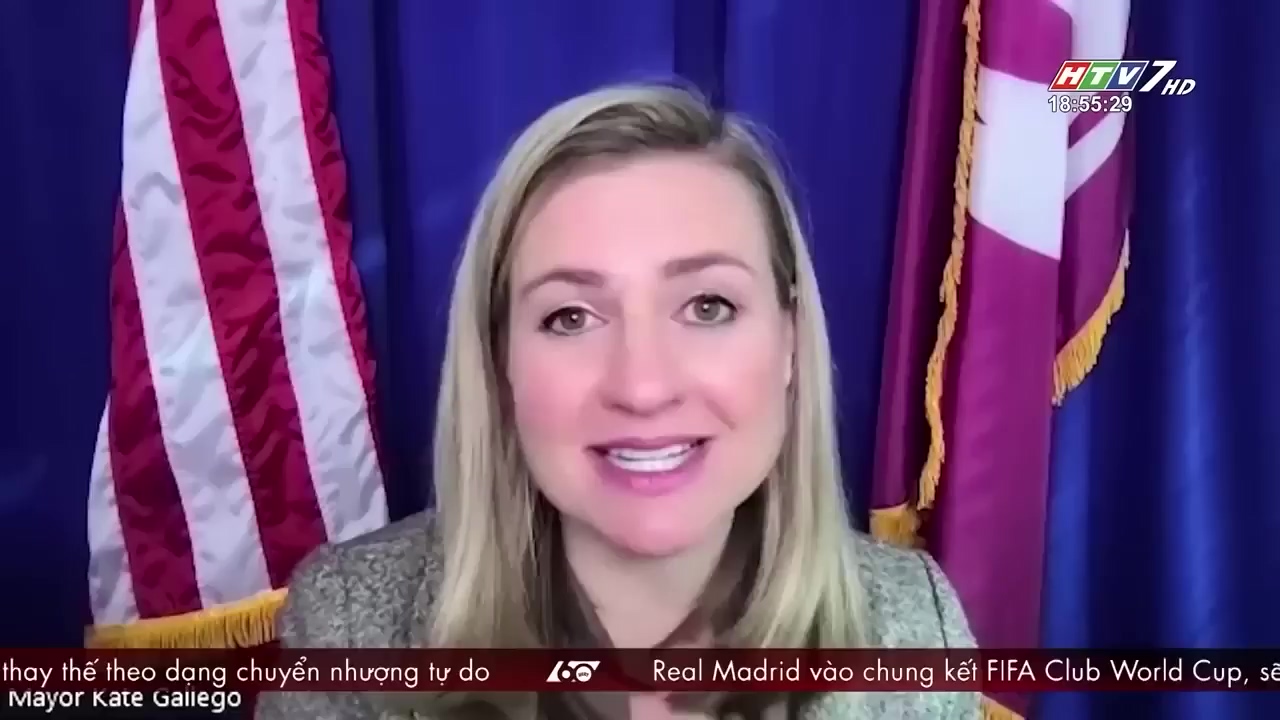 HTV7 HD
18:55:29
thay thế theo dạng chuyển nhượng tự do 60 Real Madrid vào chung kết FIFA Club World Cup, sẽ
Mayor Kate Gallego